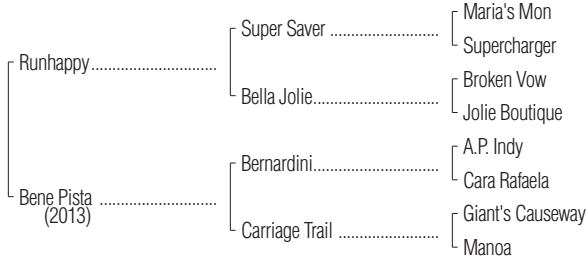 Maria's Mon
Super Saver ..............................
Supercharger
Runhappy..................................
Broken Vow
Bella Jolie..................................
Jolie Boutique
A.P. Indy
Bernardini..................................
Cara Rafaela
Bene Pista ................................
(2013)
Giant's Causeway
Carriage Trail ...........................
Manoa